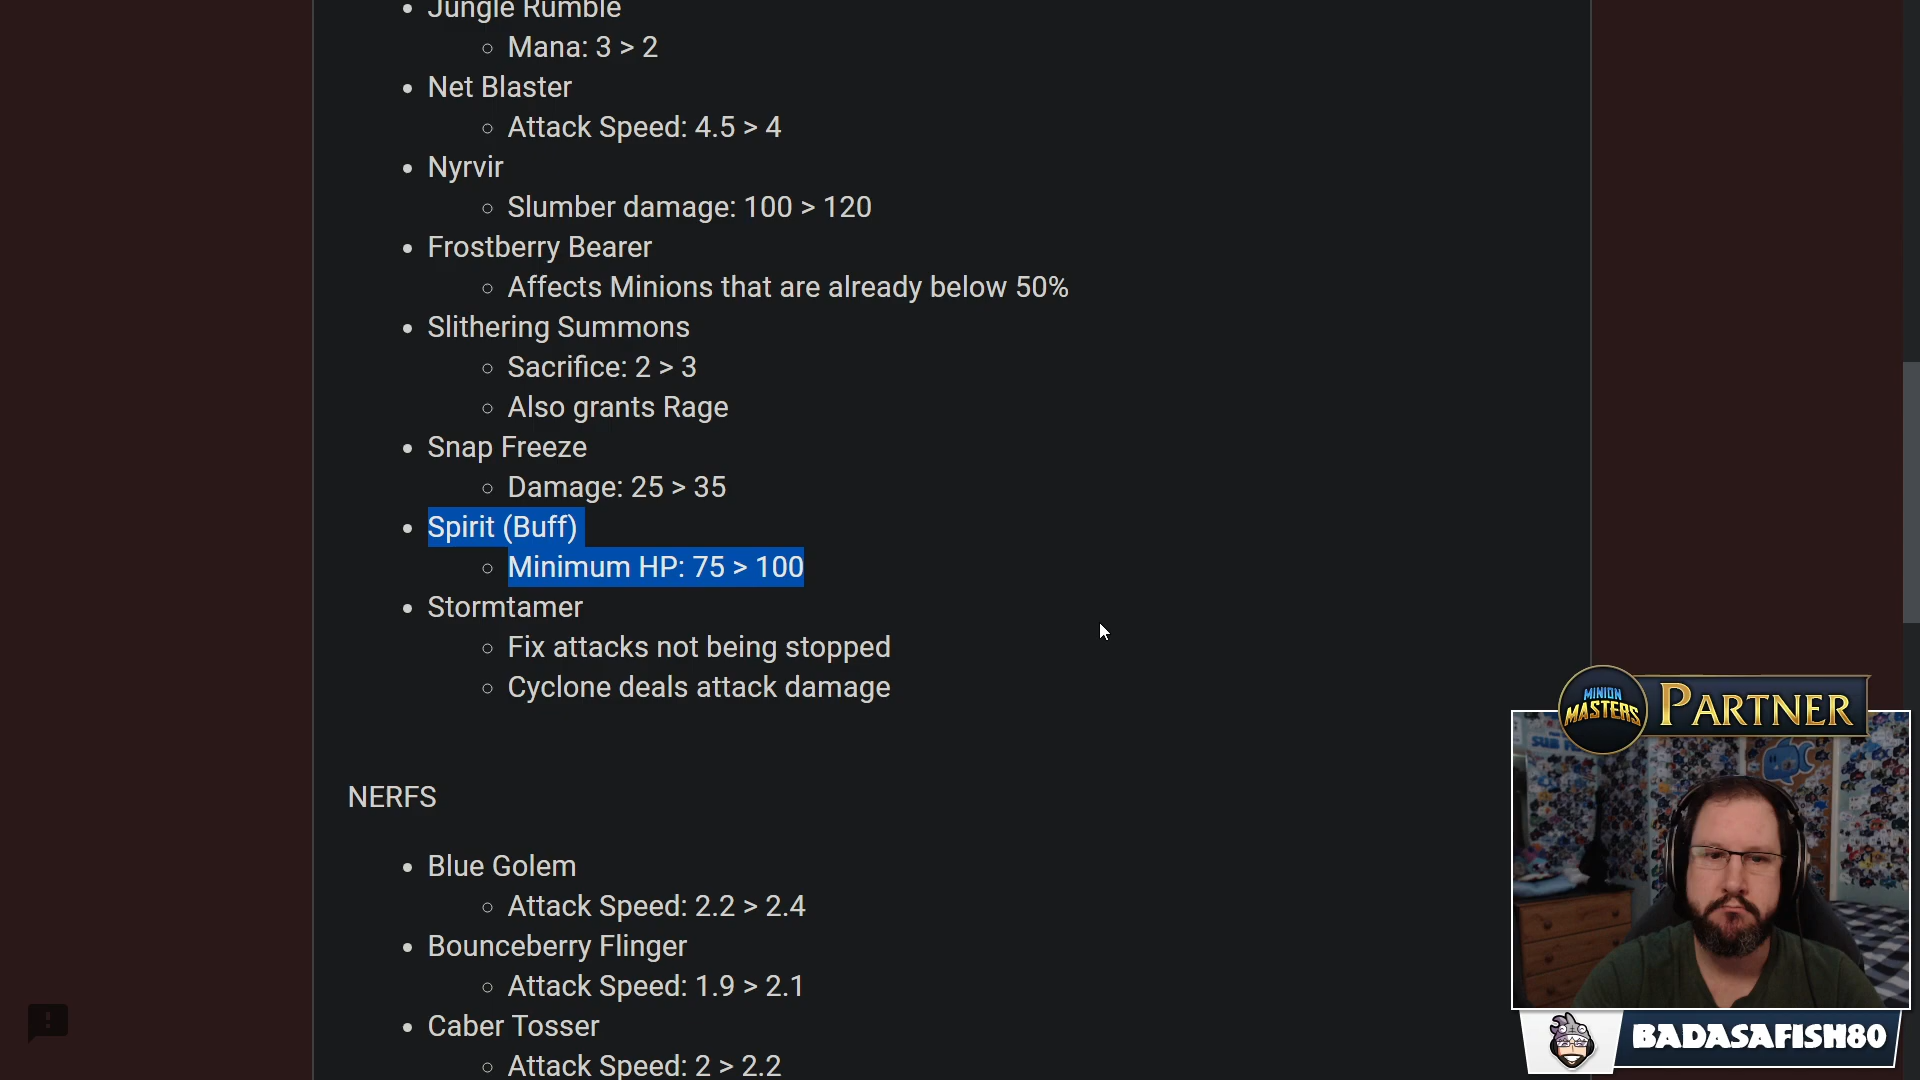 Jungle Rumble
Mana: 3 > 2
Net Blaster
Attack Speed: 4.5 > 4
Nyrvir
Slumber damage: 100 > 120
Frostberry Bearer
Affects Minions that are already below 50%
Slithering Summons
Sacrifice: 2 > 3
Also grants Rage
Snap Freeze
Damage: 25 > 35
Spirit (Buff)
Minimum HP: 75 > 100
Stormtamer
Fix attacks not being stopped
Cyclone deals attack damage
NERFS
Blue Golem
Attack Speed: 2.2 > 2.4
Bounceberry Flinger
Attack Speed: 1.9 > 2.1
Caber Tosser
Attack Speed: 2 > 2.2
MINION
MASTERS
PARTNER
SUB
BADASAFISH80